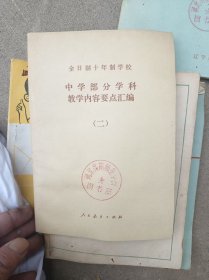 全日制十年制学校
中学部分学科
教学内容要点汇编
（二）
人民教育出版社